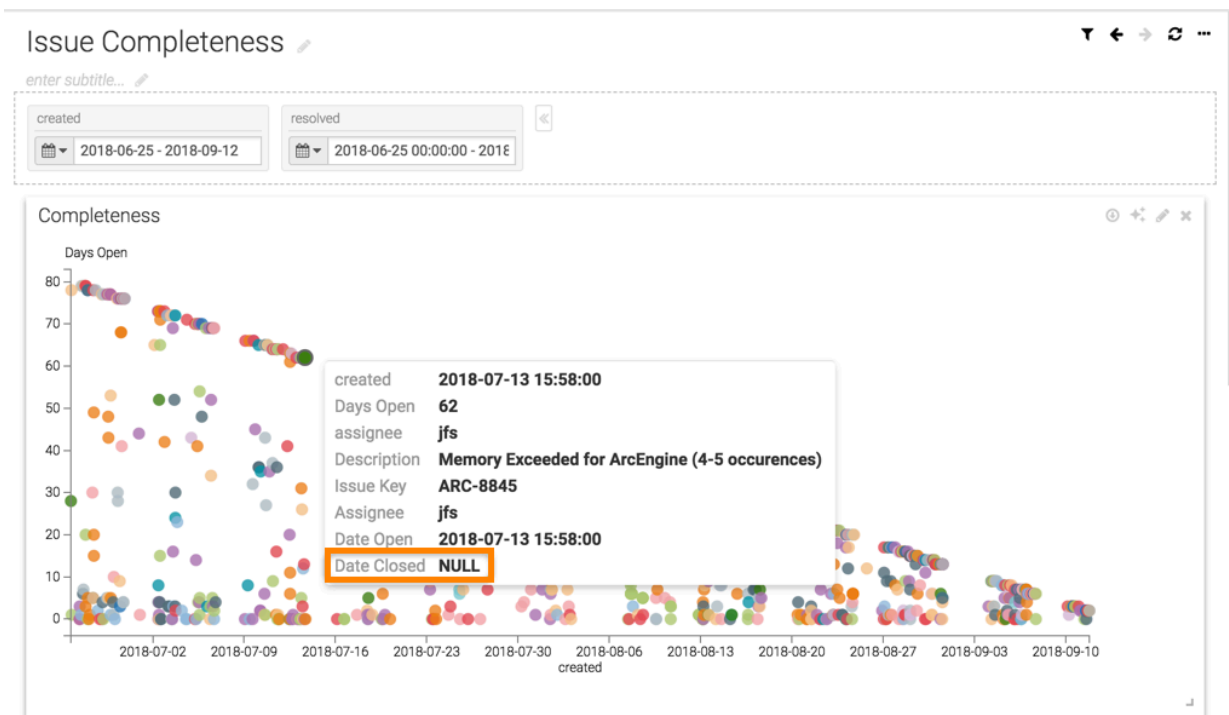 Issue Completeness
enter subtitle...
created
resolved
2018-06-25 - 2018-09-12
2018-06-25 00:00:00 - 2018
Completeness
Days Open
80
70
60
50
40
30
20
10
0
created 2018-07-13 15:58:00
Days Open 62
assignee jfs
Description Memory Exceeded for ArcEngine (4-5 occurences)
Issue Key ARC-8845
Assignee jfs
Date Open 2018-07-13 15:58:00
Date Closed NULL
2018-07-02 2018-07-09 2018-07-16 2018-07-23 2018-07-30 2018-08-06 2018-08-13 2018-08-20 2018-08-27 2018-09-03 2018-09-10
created